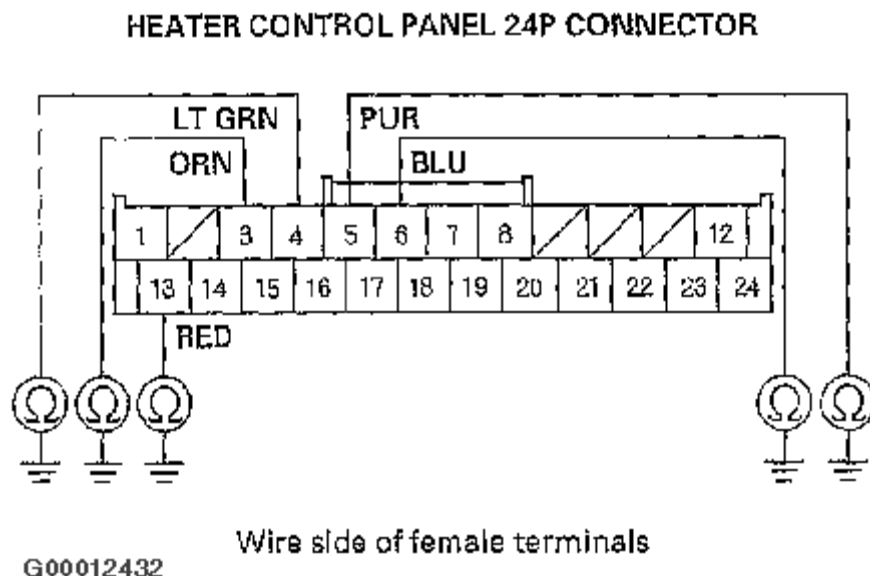 HEATER CONTROL PANEL 24P CONNECTOR
LT GRN PUR
ORN BLU
1 3 4 5 6 7 8 12
13 14 15 16 17 18 19 20 21 22 23 24
RED
Ω Ω Ω Ω Ω
Wire side of female terminals
G00012432